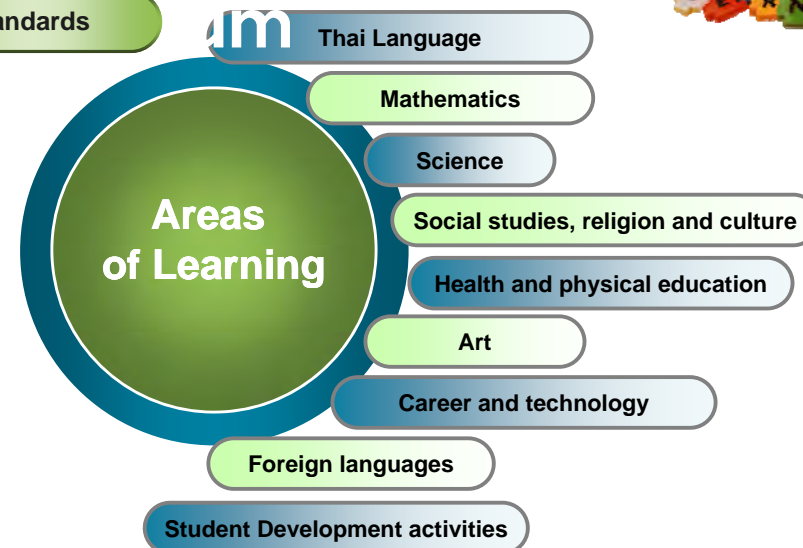 Thai Language
Mathematics
Science
Areas
of Learning
Social studies, religion and culture
Health and physical education
Art
Career and technology
Foreign languages
Student Development activities